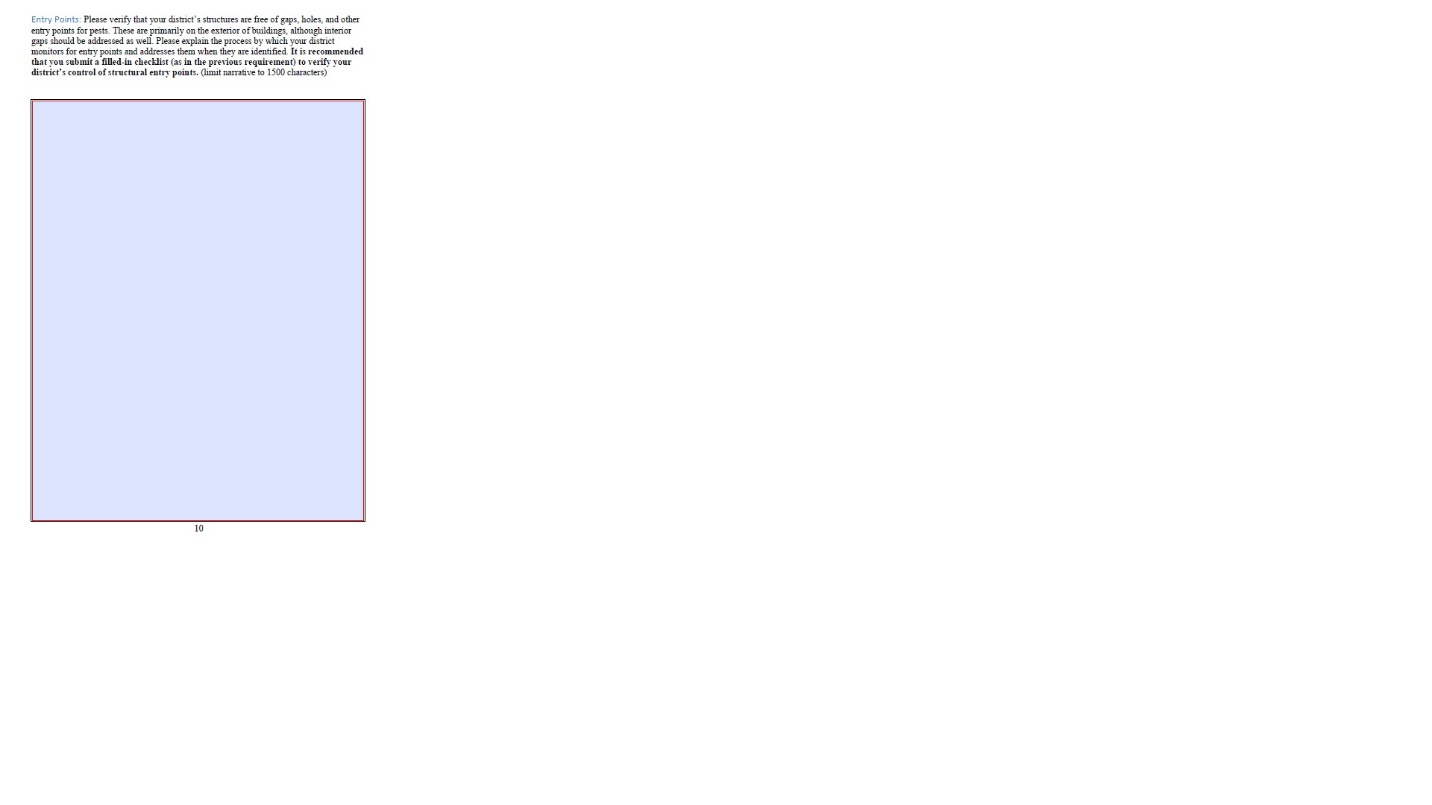 Entry Points: Please verify that your district's structures are free of gaps, holes, and other
entry points for pests. These are primarily on the exterior of buildings, although interior
gaps should be addressed as well. Please explain the process by which your district
monitors for entry points and addresses them when they are identified. It is recommended
that you submit a filled-in checklist (as in the previous requirement) to verify your
district's control of structural entry points. (limit narrative to 1500 characters)
10